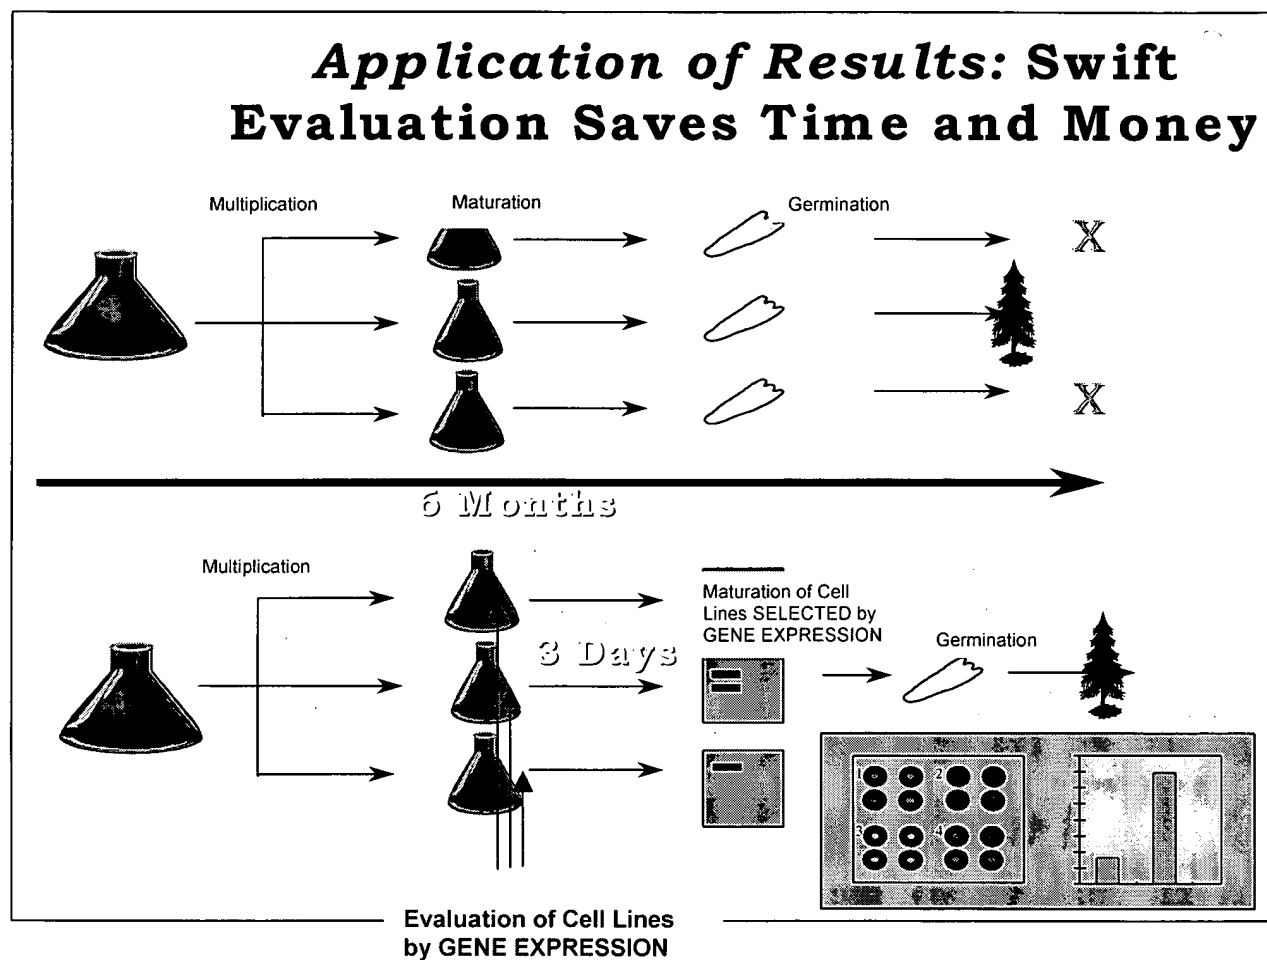 Application of Results: Swift
Evaluation Saves Time and Money
Multiplication
Maturation
Germination
X
X
6 Months
Multiplication
3 Days
Maturation of Cell
Lines SELECTED by
GENE EXPRESSION
Germination
1
2
3
4
Evaluation of Cell Lines
by GENE EXPRESSION